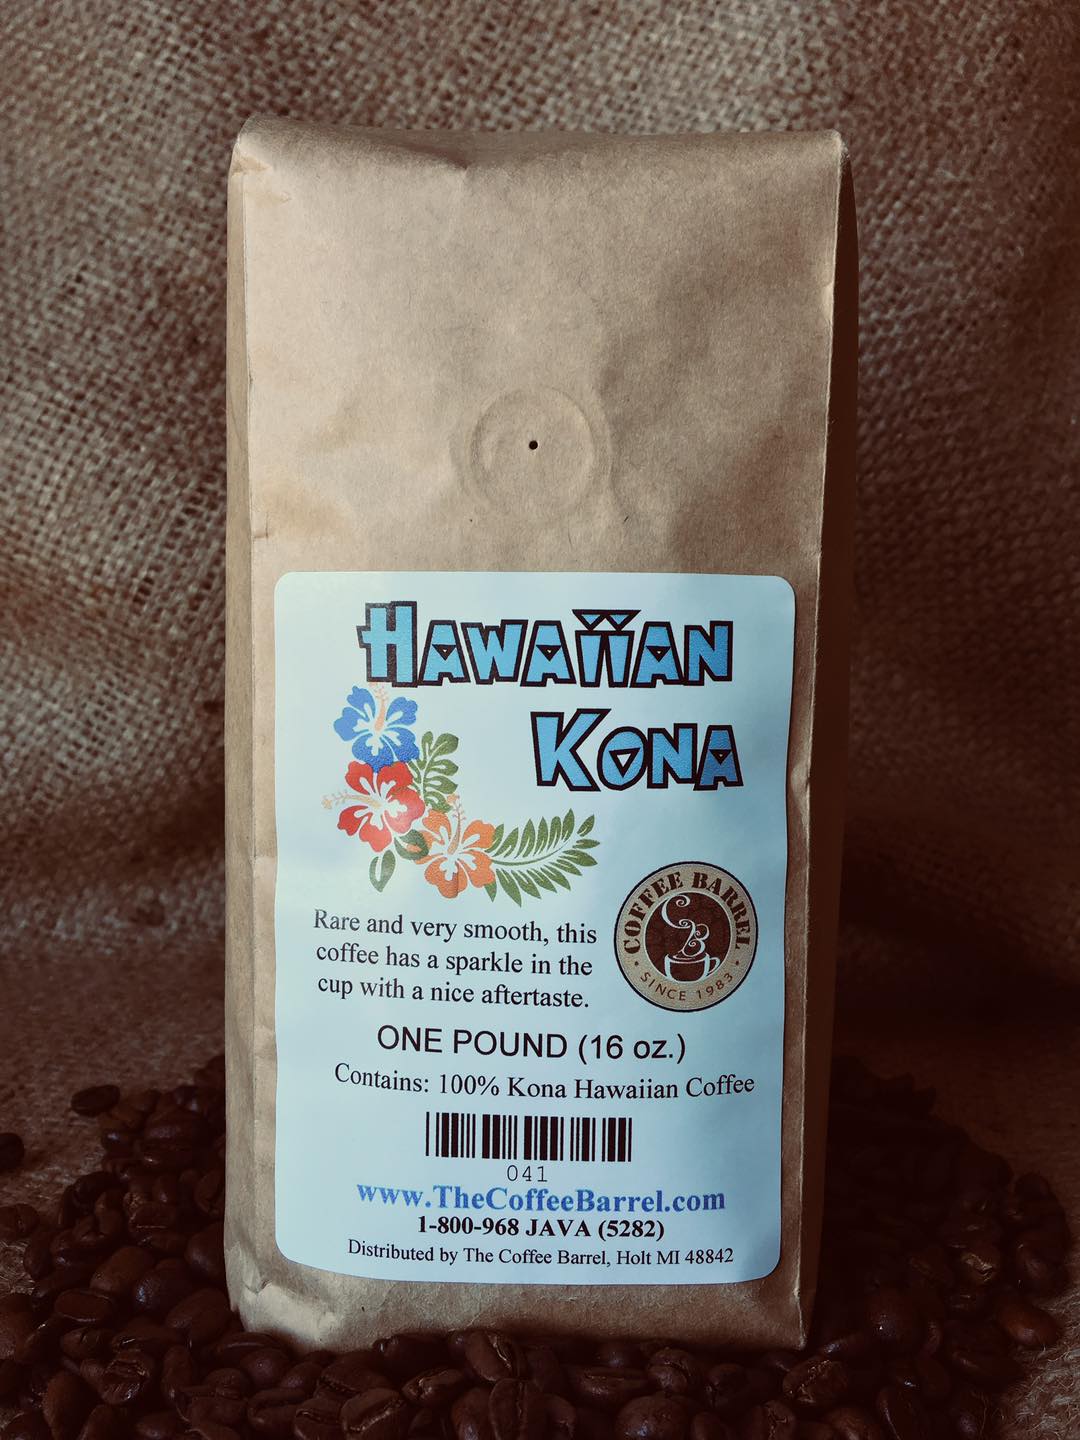 HAWAIIAN
KONA
COFFEE BARREL
SINCE 1983
Rare and very smooth, this
coffee has a sparkle in the
cup with a nice aftertaste.
ONE POUND (16 oz.)
Contains: 100% Kona Hawaiian Coffee
041
www.TheCoffeeBarrel.com
1-800-968 JAVA (5282)
Distributed by The Coffee Barrel, Holt MI 48842